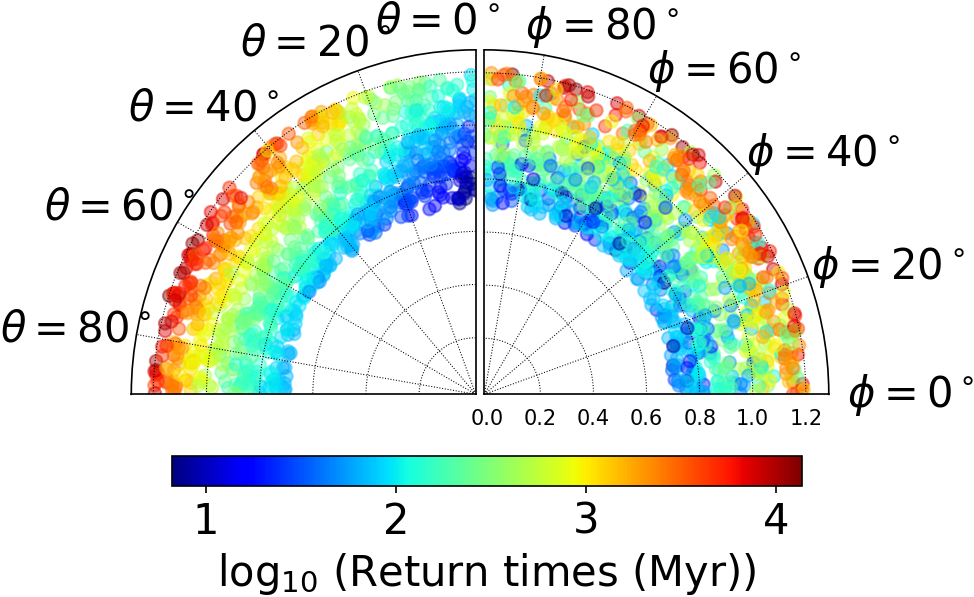 θ = 0° ϕ = 80°
θ = 20° ϕ = 60°
θ = 40° ϕ = 40°
θ = 60° ϕ = 20°
θ = 80° ϕ = 0°
0.0 0.2 0.4 0.6 0.8 1.0 1.2
1 2 3 4
log₁₀ (Return times (Myr))